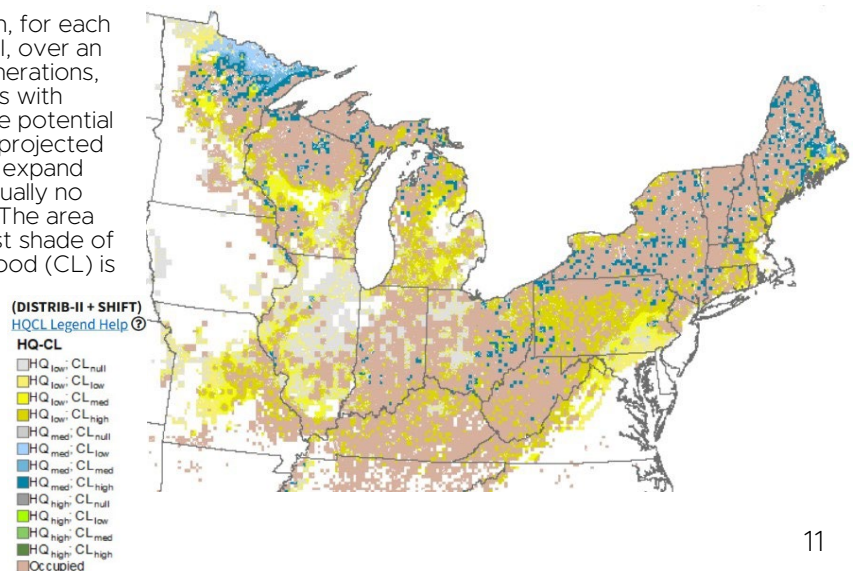 n, for each
l, over an
nerations,
s with
e potential
projected
expand
ually no
The area
st shade of
ood (CL) is
(DISTRIB-II + SHIFT)
HQCL Legend Help ?
HQ-CL
HQlow; CLnull
HQlow; CLlow
HQlow; CLmed
HQlow; CLhigh
HQmed; CLnull
HQmed; CLlow
HQmed; CLmed
HQmed; CLhigh
HQhigh; CLnull
HQhigh; CLlow
HQhigh; CLmed
HQhigh; CLhigh
Occupied
11